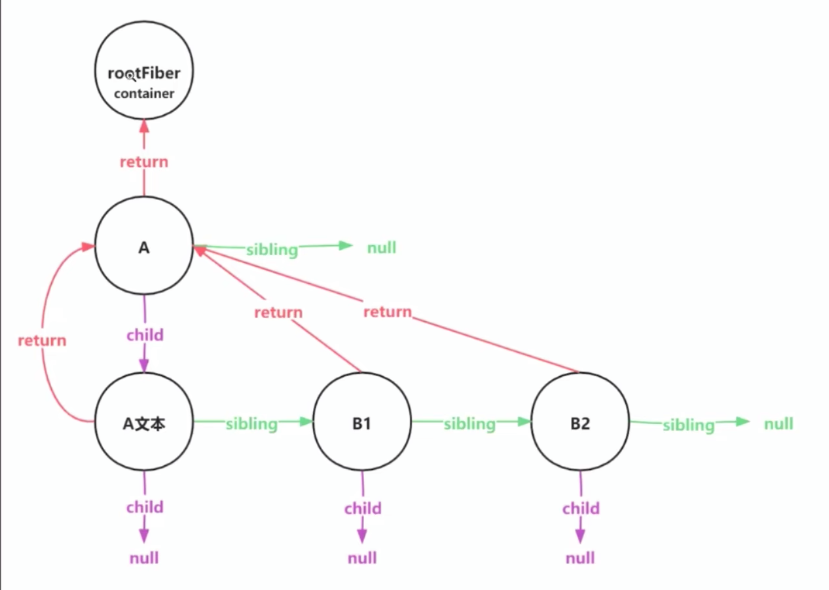 rootFiber
container
return
A
sibling
null
return
return
child
return
A文本
sibling
B1
sibling
B2
sibling
null
child
child
child
null
null
null